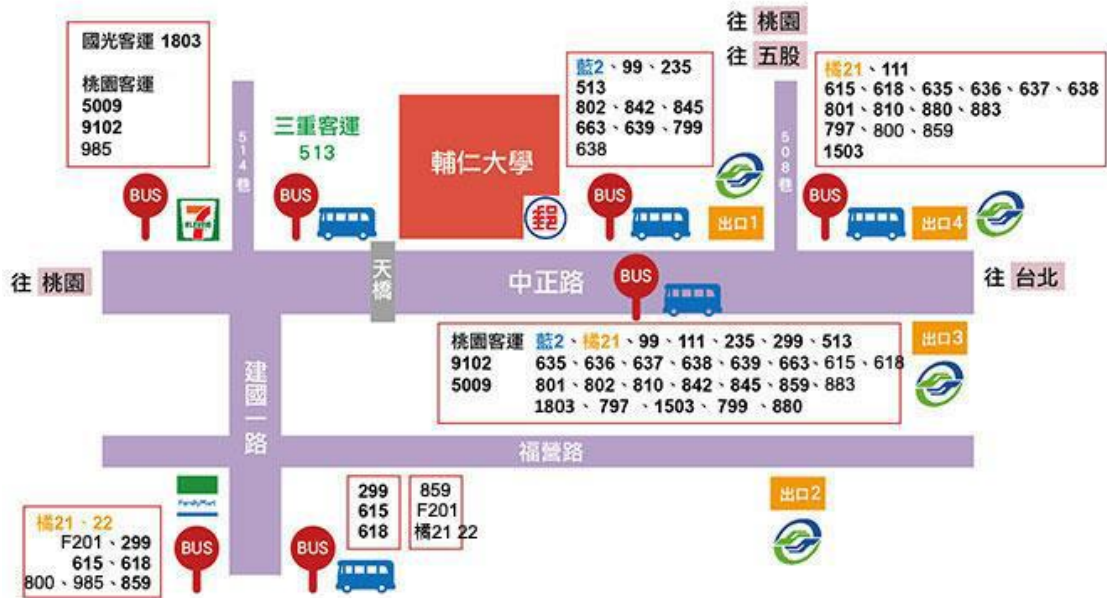 往 桃園
往 五股
國光客運 1803
桃園客運
5009
9102
985
514巷
三重客運
513
輔仁大學
郵
藍2、99、235
513
802、842、845
663、639、799
638
508巷
橘21、111
615、618、635、636、637、638
801、810、880、883
797、800、859
1503
BUS
7
ELEVEN
BUS
BUS
出口1
BUS
出口4
往 桃園
天橋
中正路
BUS
往 台北
桃園客運
9102
5009
藍2、橘21、99、111、235、299、513
635、636、637、638、639、663、615、618
801、802、810、842、845、859、883
1803、797、1503、799、880
出口3
建國一路
福營路
FamilyMart
橘21、22
F201、299
615、618
800、985、859
BUS
BUS
299
615
618
859
F201
橘21 22
出口2